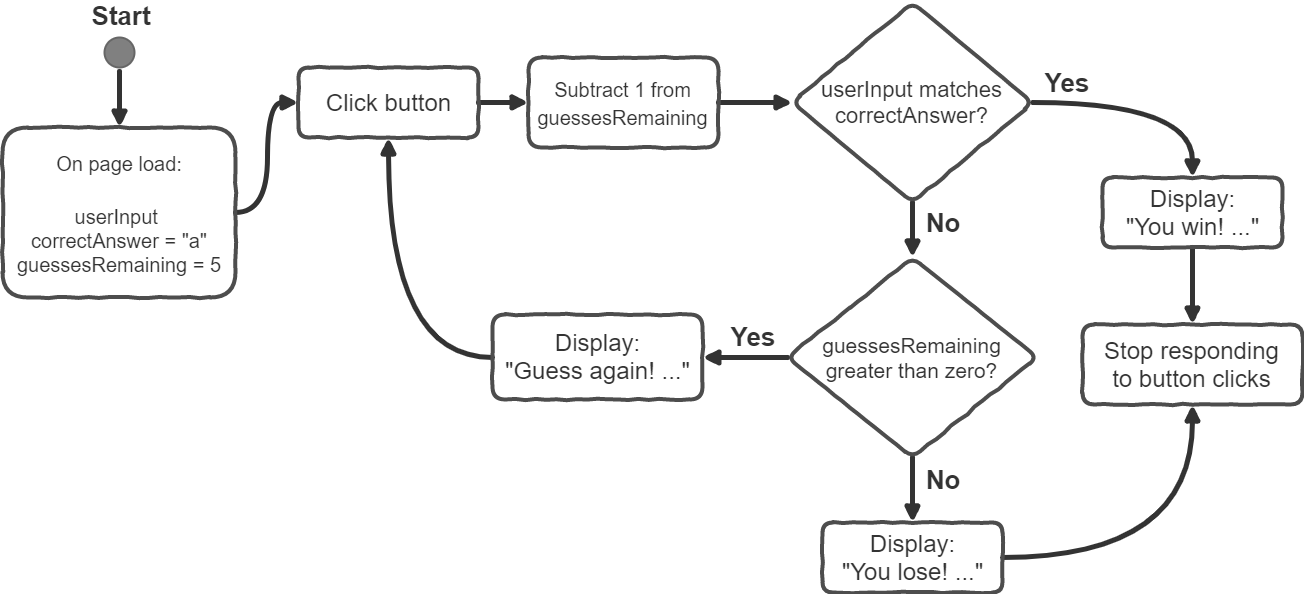 Start
On page load:
userInput
correctAnswer = "a"
guessesRemaining = 5
Click button
Subtract 1 from
guessesRemaining
userInput matches
correctAnswer?
Yes
Display:
"You win! ..."
No
guessesRemaining
greater than zero?
Yes
Display:
"Guess again! ..."
Stop responding
to button clicks
No
Display:
"You lose! ..."